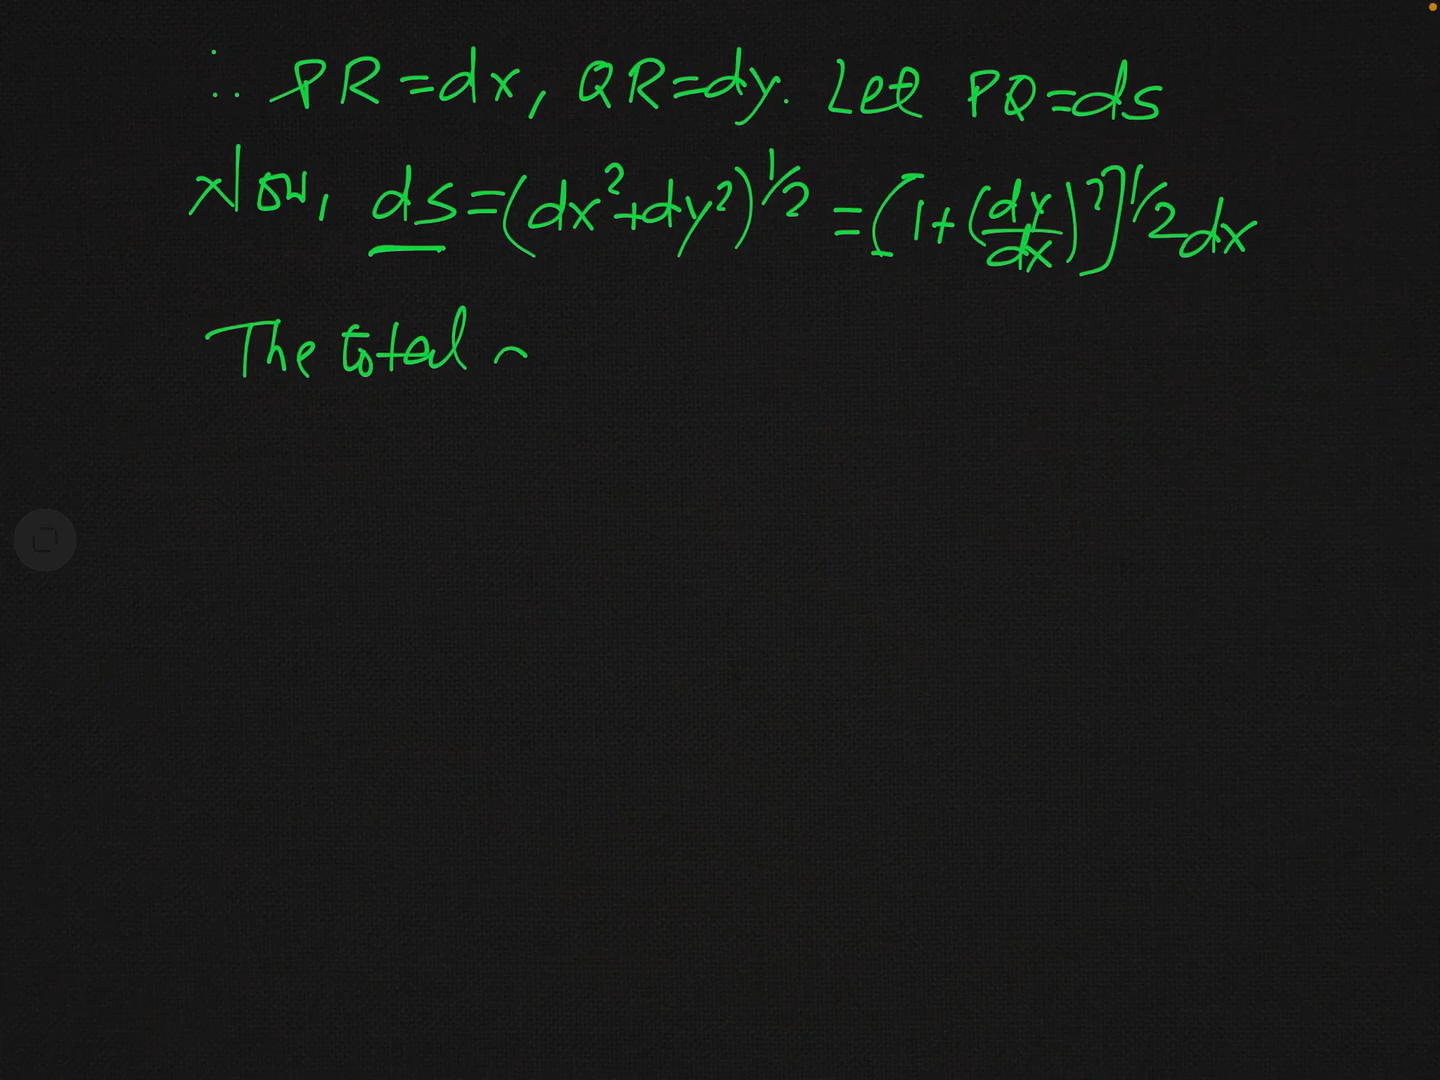 ∴ PR=dx, QR=dy. Let PQ=ds
Now, ds=(dx²+dy²)^1/2 =[1+(dy/dx)²]^1/2 dx
The total